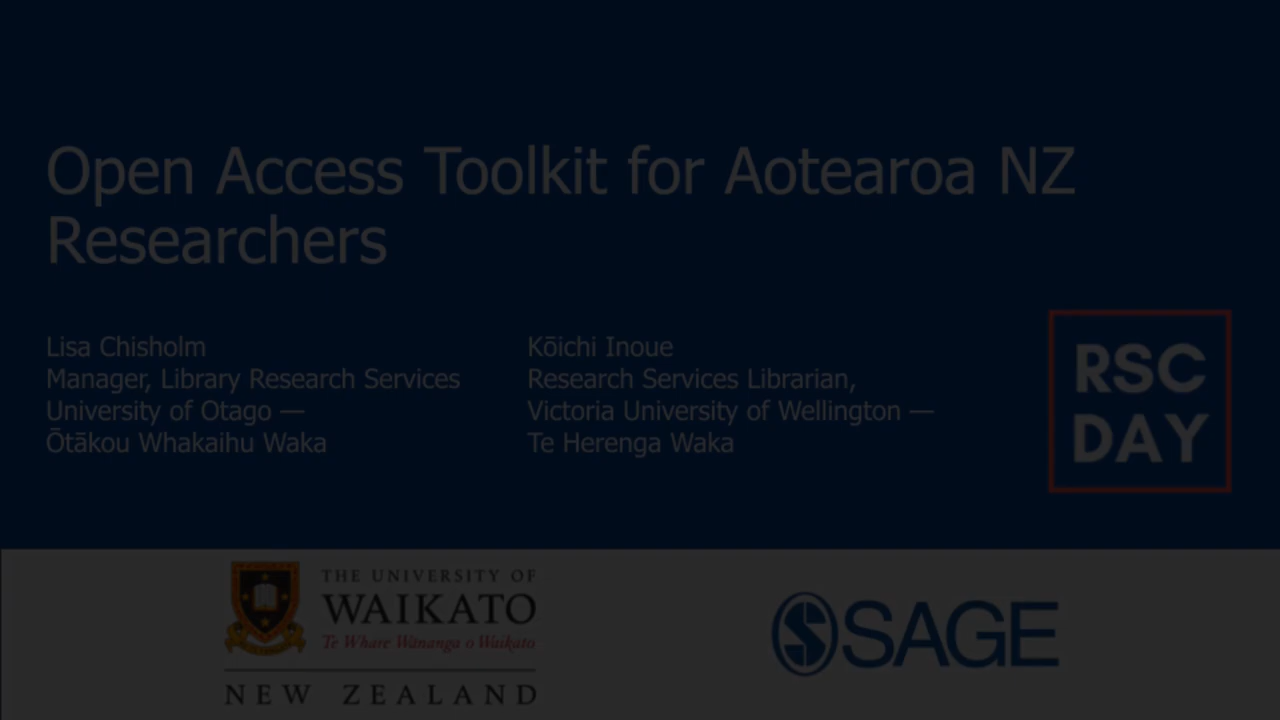 Open Access Toolkit for Aotearoa NZ
Researchers
Lisa Chisholm
Manager, Library Research Services
University of Otago —
Ōtākou Whakaihu Waka
Kōichi Inoue
Research Services Librarian,
Victoria University of Wellington —
Te Herenga Waka
RSC
DAY
THE UNIVERSITY OF
WAIKATO
Te Whare Wānanga o Waikato
NEW ZEALAND
SAGE